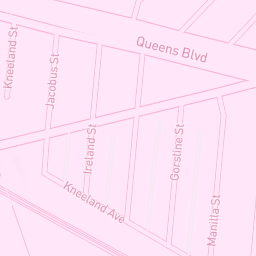 Queens Blvd
Kneeland St
Jacobus St
Ireland St
Gorsline St
Kneeland Ave
Manilla St